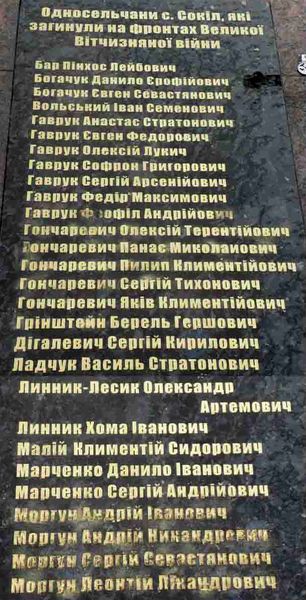 Односельчани с. Сокіл, які
загинули на фронтах Великої
Вітчизняної війни
Бар Пінхос Лейбович
Богачук Данило Єрофійович
Богачук Євген Севастянович
Вольський Іван Семенович
Гаврук Анастас Стратонович
Гаврук Євген Федорович
Гаврук Олексій Лукич
Гаврук Софрон Григорович
Гаврук Сергій Арсенійович
Гаврук Федір Максимович
Гаврук Феофіл Андрійович
Гончаревич Олексій Терентійович
Гончаревич Панас Миколайович
Гончаревич Пилип Климентійович
Гончаревич Сергій Тихонович
Гончаревич Яків Климентійович
Грінштейн Берель Гершович
Дігалевич Сергій Кирилович
Ладчук Василь Стратонович
Линник-Лесик Олександр
Артемович
Линник Хома Іванович
Малій Климентій Сидорович
Марченко Данило Іванович
Марченко Сергій Андрійович
Моргун Андрій Іванович
Моргун Андрій Никандрович
Моргун Сергій Севастянович
Моргун Леонтій Лікандрович